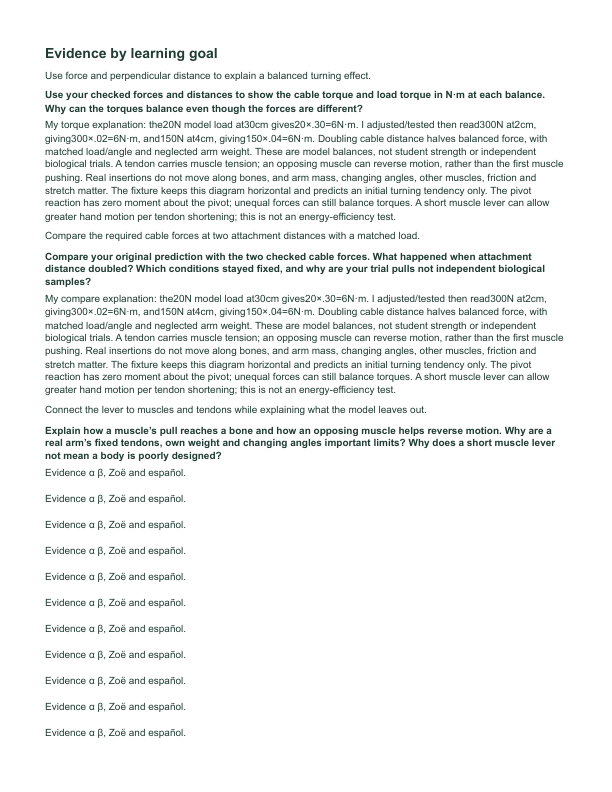 Evidence by learning goal
Use force and perpendicular distance to explain a balanced turning effect.
Use your checked forces and distances to show the cable torque and load torque in N·m at each balance.
Why can the torques balance even though the forces are different?
My torque explanation: the20N model load at30cm gives20×.30=6N·m. I adjusted/tested then read300N at2cm,
giving300×.02=6N·m, and150N at4cm, giving150×.04=6N·m. Doubling cable distance halves balanced force, with
matched load/angle and neglected arm weight. These are model balances, not student strength or independent
biological trials. A tendon carries muscle tension; an opposing muscle can reverse motion, rather than the first muscle
pushing. Real insertions do not move along bones, and arm mass, changing angles, other muscles, friction and
stretch matter. The fixture keeps this diagram horizontal and predicts an initial turning tendency only. The pivot
reaction has zero moment about the pivot; unequal forces can still balance torques. A short muscle lever can allow
greater hand motion per tendon shortening; this is not an energy-efficiency test.
Compare the required cable forces at two attachment distances with a matched load.
Compare your original prediction with the two checked cable forces. What happened when attachment
distance doubled? Which conditions stayed fixed, and why are your trial pulls not independent biological
samples?
My compare explanation: the20N model load at30cm gives20×.30=6N·m. I adjusted/tested then read300N at2cm,
giving300×.02=6N·m, and150N at4cm, giving150×.04=6N·m. Doubling cable distance halves balanced force, with
matched load/angle and neglected arm weight. These are model balances, not student strength or independent
biological trials. A tendon carries muscle tension; an opposing muscle can reverse motion, rather than the first muscle
pushing. Real insertions do not move along bones, and arm mass, changing angles, other muscles, friction and
stretch matter. The fixture keeps this diagram horizontal and predicts an initial turning tendency only. The pivot
reaction has zero moment about the pivot; unequal forces can still balance torques. A short muscle lever can allow
greater hand motion per tendon shortening; this is not an energy-efficiency test.
Connect the lever to muscles and tendons while explaining what the model leaves out.
Explain how a muscle’s pull reaches a bone and how an opposing muscle helps reverse motion. Why are a
real arm’s fixed tendons, own weight and changing angles important limits? Why does a short muscle lever
not mean a body is poorly designed?
Evidence α β, Zoë and español.
Evidence α β, Zoë and español.
Evidence α β, Zoë and español.
Evidence α β, Zoë and español.
Evidence α β, Zoë and español.
Evidence α β, Zoë and español.
Evidence α β, Zoë and español.
Evidence α β, Zoë and español.
Evidence α β, Zoë and español.
Evidence α β, Zoë and español.
Evidence α β, Zoë and español.